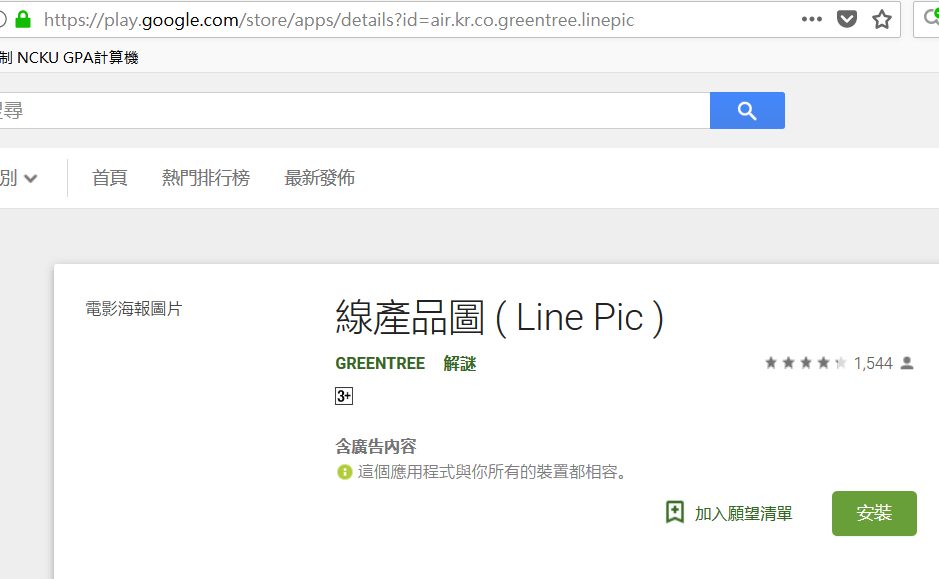 https://play.google.com/store/apps/details?id=air.kr.co.greentree.linepic
制 NCKU GPA計算機
尋
別
首頁
熱門排行榜
最新發佈
電影海報圖片
線產品圖 ( Line Pic )
GREENTREE 解謎
1,544
3+
含廣告內容
這個應用程式與你所有的裝置都相容。
加入願望清單
安裝